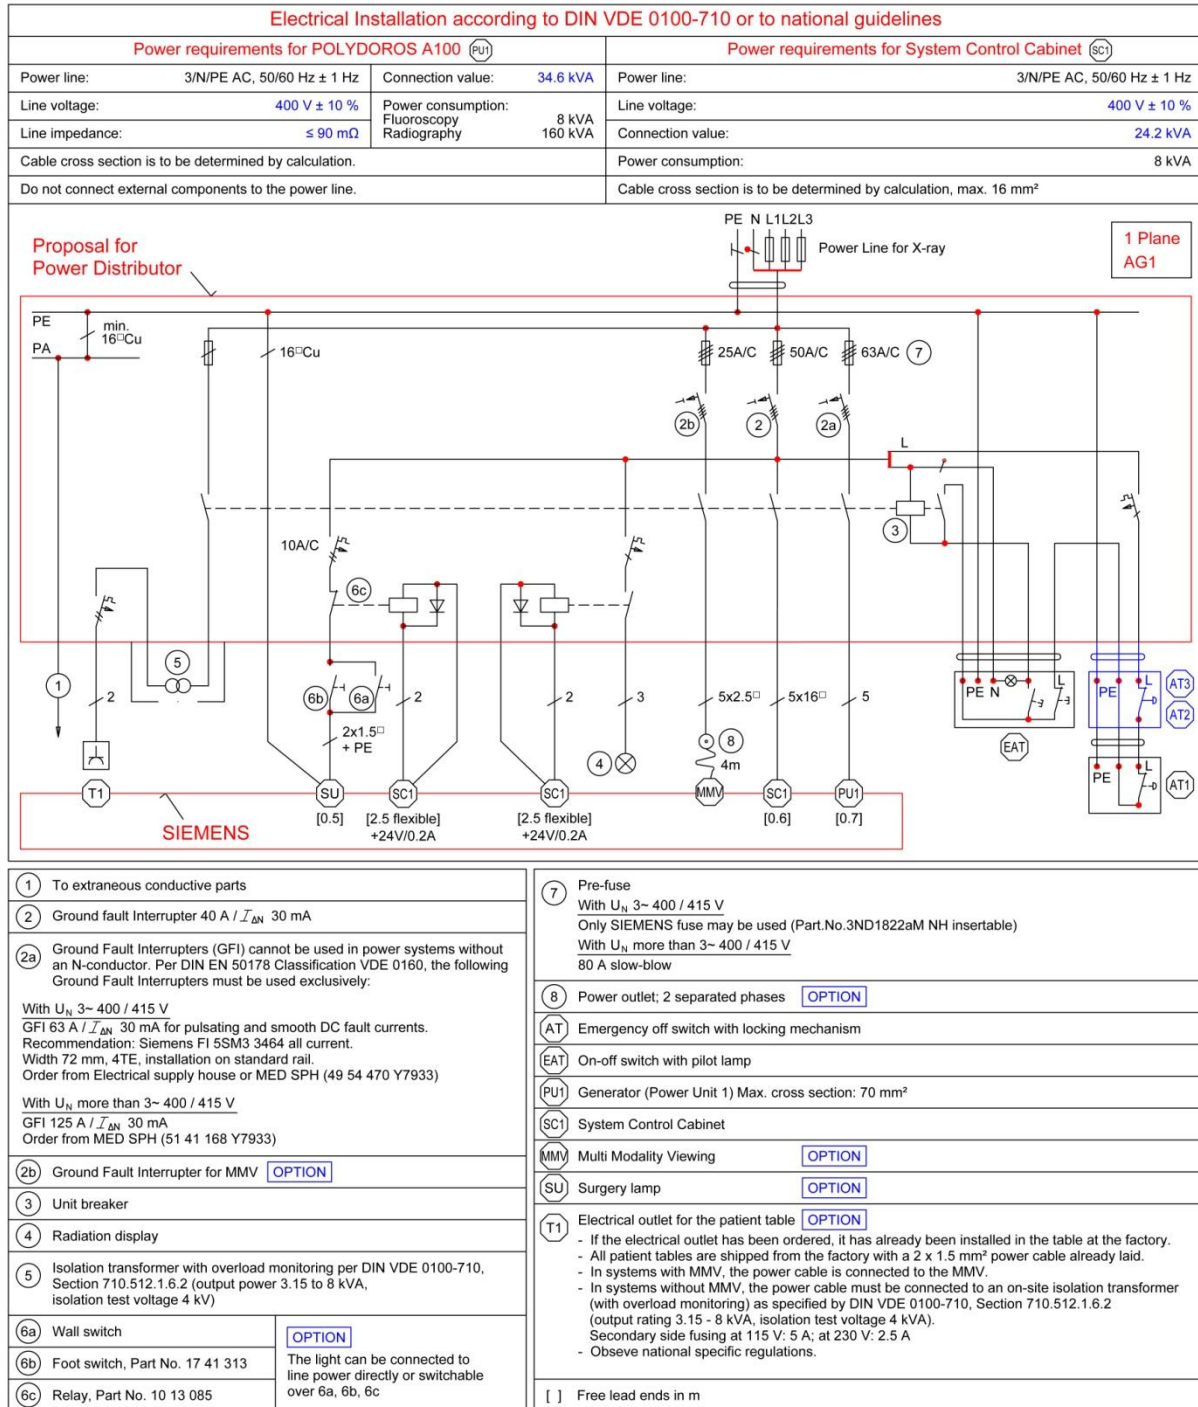 Electrical Installation according to DIN VDE 0100-710 or to national guidelines
Power requirements for POLYDOROS A100 PU1
Power line: 3/N/PE AC, 50/60 Hz ± 1 Hz
Connection value: 34.6 kVA
Line voltage: 400 V ± 10 %
Power consumption:
Fluoroscopy 8 kVA
Radiography 160 kVA
Line impedance: ≤ 90 mΩ
Cable cross section is to be determined by calculation.
Do not connect external components to the power line.
Power requirements for System Control Cabinet SC1
Power line: 3/N/PE AC, 50/60 Hz ± 1 Hz
Line voltage: 400 V ± 10 %
Connection value: 24.2 kVA
Power consumption: 8 kVA
Cable cross section is to be determined by calculation, max. 16 mm²
PE N L1L2L3
Power Line for X-ray
1 Plane
AG1
Proposal for
Power Distributor
PE
min.
16□Cu
PA
16□Cu
25A/C
50A/C
63A/C 7
2b
2
2a
L
3
10A/C
6c
5
1
2
6b
6a
2
2
3
5x2.5□
5x16□
5
2x1.5□
+ PE
4
8
4m
PE N L
EAT
PE L
AT3
AT2
PE L
AT1
T1
SU
SC1
SC1
MMV
SC1
PU1
[0.5]
[2.5 flexible]
+24V/0.2A
[2.5 flexible]
+24V/0.2A
[0.6]
[0.7]
SIEMENS
1 To extraneous conductive parts
2 Ground fault Interrupter 40 A / I ΔN 30 mA
2a Ground Fault Interrupters (GFI) cannot be used in power systems without
an N-conductor. Per DIN EN 50178 Classification VDE 0160, the following
Ground Fault Interrupters must be used exclusively:
With UN 3~ 400 / 415 V
GFI 63 A / I ΔN 30 mA for pulsating and smooth DC fault currents.
Recommendation: Siemens FI 5SM3 3464 all current.
Width 72 mm, 4TE, installation on standard rail.
Order from Electrical supply house or MED SPH (49 54 470 Y7933)
With UN more than 3~ 400 / 415 V
GFI 125 A / I ΔN 30 mA
Order from MED SPH (51 41 168 Y7933)
2b Ground Fault Interrupter for MMV OPTION
3 Unit breaker
4 Radiation display
5 Isolation transformer with overload monitoring per DIN VDE 0100-710,
Section 710.512.1.6.2 (output power 3.15 to 8 kVA,
isolation test voltage 4 kV)
6a Wall switch
6b Foot switch, Part No. 17 41 313
6c Relay, Part No. 10 13 085
OPTION
The light can be connected to
line power directly or switchable
over 6a, 6b, 6c
7 Pre-fuse
With UN 3~ 400 / 415 V
Only SIEMENS fuse may be used (Part.No.3ND1822aM NH insertable)
With UN more than 3~ 400 / 415 V
80 A slow-blow
8 Power outlet; 2 separated phases OPTION
AT Emergency off switch with locking mechanism
EAT On-off switch with pilot lamp
PU1 Generator (Power Unit 1) Max. cross section: 70 mm²
SC1 System Control Cabinet
MMV Multi Modality Viewing OPTION
SU Surgery lamp OPTION
T1 Electrical outlet for the patient table OPTION
- If the electrical outlet has been ordered, it has already been installed in the table at the factory.
- All patient tables are shipped from the factory with a 2 x 1.5 mm² power cable already laid.
- In systems with MMV, the power cable is connected to the MMV.
- In systems without MMV, the power cable must be connected to an on-site isolation transformer
(with overload monitoring) as specified by DIN VDE 0100-710, Section 710.512.1.6.2
(output rating 3.15 - 8 kVA, isolation test voltage 4 kVA).
Secondary side fusing at 115 V: 5 A; at 230 V: 2.5 A
- Obseve national specific regulations.
[ ] Free lead ends in m